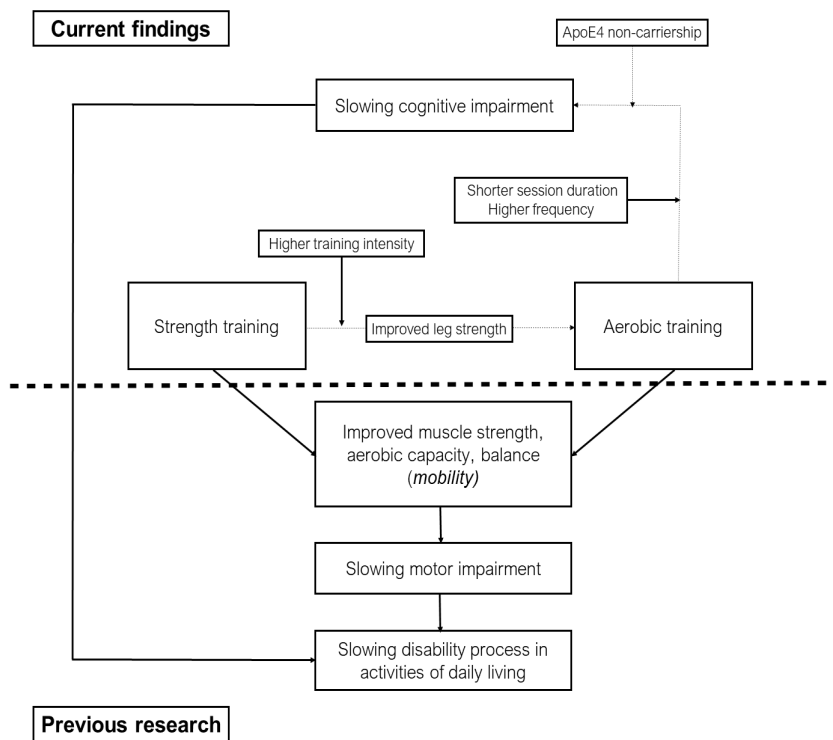 Current findings
ApoE4 non-carriership
Slowing cognitive impairment
Shorter session duration
Higher frequency
Higher training intensity
Strength training
Improved leg strength
Aerobic training
Improved muscle strength,
aerobic capacity, balance
(mobility)
Slowing motor impairment
Slowing disability process in
activities of daily living
Previous research